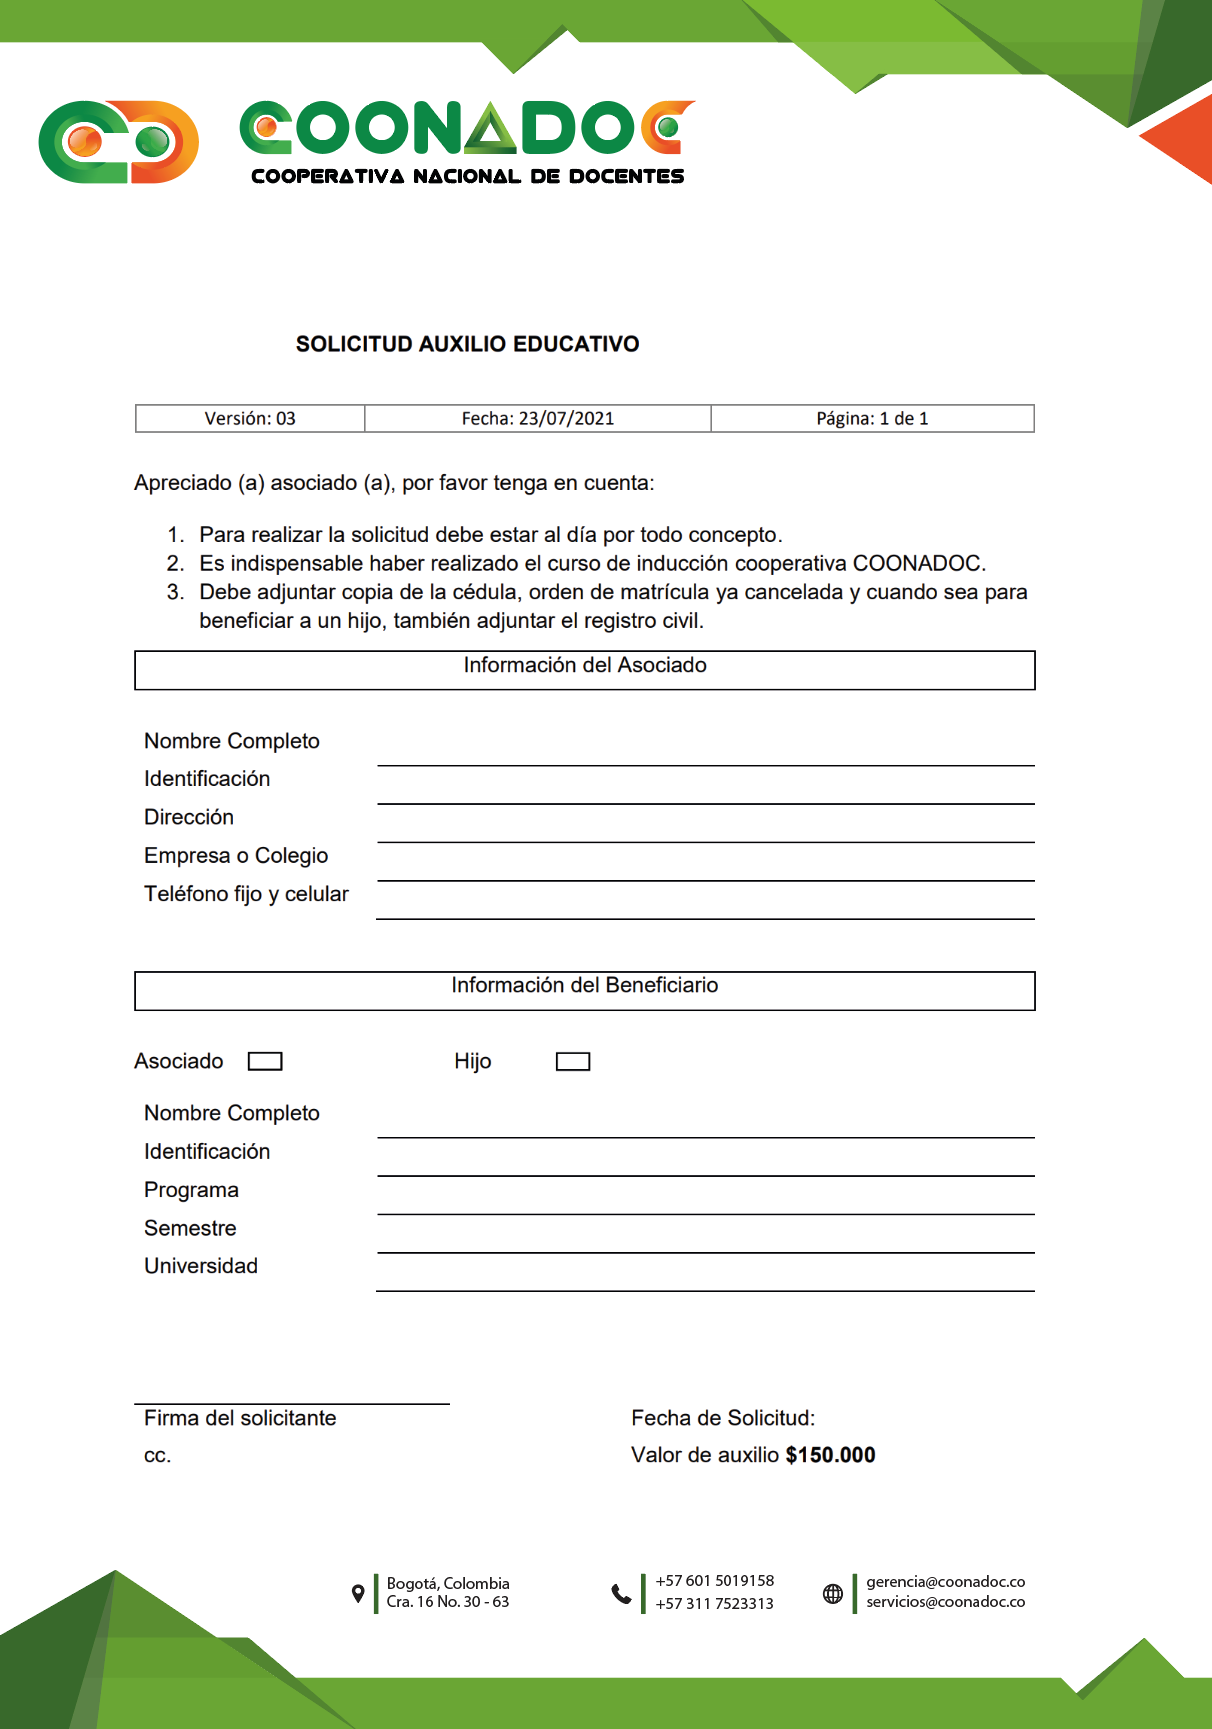 COONADOC
COOPERATIVA NACIONAL DE DOCENTES
SOLICITUD AUXILIO EDUCATIVO
Versión: 03 Fecha: 23/07/2021 Página: 1 de 1
Apreciado (a) asociado (a), por favor tenga en cuenta:
1. Para realizar la solicitud debe estar al día por todo concepto.
2. Es indispensable haber realizado el curso de inducción cooperativa COONADOC.
3. Debe adjuntar copia de la cédula, orden de matrícula ya cancelada y cuando sea para
beneficiar a un hijo, también adjuntar el registro civil.
Información del Asociado
Nombre Completo
Identificación
Dirección
Empresa o Colegio
Teléfono fijo y celular
Información del Beneficiario
Asociado Hijo
Nombre Completo
Identificación
Programa
Semestre
Universidad
Firma del solicitante Fecha de Solicitud:
cc. Valor de auxilio $150.000
Bogotá, Colombia
Cra. 16 No. 30 - 63
+57 601 5019158
+57 311 7523313
gerencia@coonadoc.co
servicios@coonadoc.co